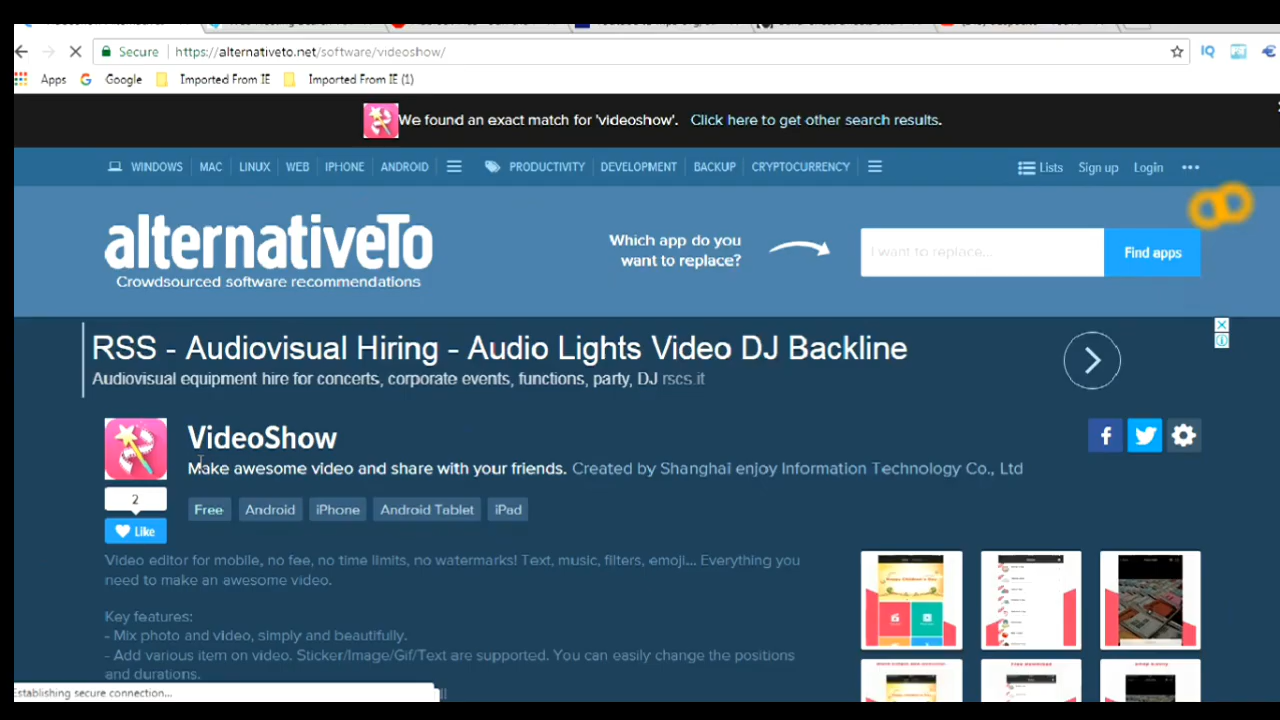 Secure https://alternativeto.net/software/videoshow/
IQ
Apps Google Imported From IE Imported From IE (1)
We found an exact match for 'videoshow'. Click here to get other search results.
WINDOWS MAC LINUX WEB IPHONE ANDROID PRODUCTIVITY DEVELOPMENT BACKUP CRYPTOCURRENCY Lists Sign up Login
alternativeTo
Crowdsourced software recommendations
Which app do you
want to replace?
I want to replace...
Find apps
RSS - Audiovisual Hiring - Audio Lights Video DJ Backline
Audiovisual equipment hire for concerts, corporate events, functions, party, DJ rscs.it
VideoShow
Make awesome video and share with your friends. Created by Shanghai enjoy Information Technology Co., Ltd
2
Like
Free Android iPhone Android Tablet iPad
Video editor for mobile, no fee, no time limits, no watermarks! Text, music, filters, emoji... Everything you
need to make an awesome video.
Key features:
- Mix photo and video, simply and beautifully.
- Add various item on video. Sticker/Image/Gif/Text are supported. You can easily change the positions
and durations.
Establishing secure connection...